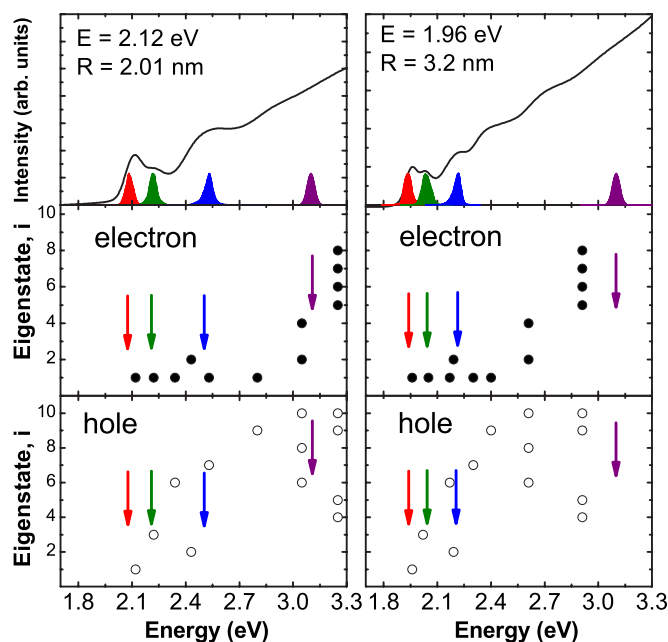 Intensity (arb. units)
E = 2.12 eV
R = 2.01 nm
E = 1.96 eV
R = 3.2 nm
Eigenstate, i
10
8
6
4
2
electron
electron
Eigenstate, i
10
8
6
4
2
hole
hole
1.8 2.1 2.4 2.7 3.0 3.3
1.8 2.1 2.4 2.7 3.0 3.3
Energy (eV)
Energy (eV)